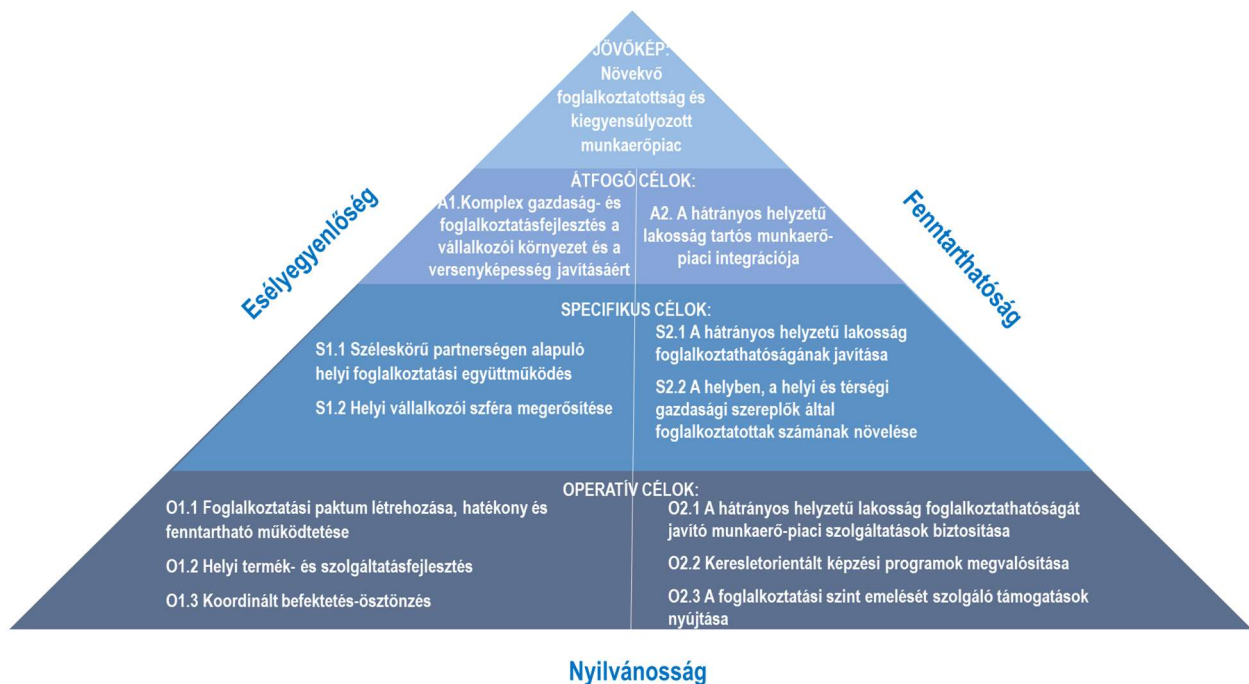 JÖVŐKÉP:
Növekvő
foglalkoztatottság és
kiegyensúlyozott
munkaerőpiac
ÁTFOGÓ CÉLOK:
A1.Komplex gazdaság- és
foglalkoztatásfejlesztés a
vállalkozói környezet és a
versenyképesség javításáért
A2. A hátrányos helyzetű
lakosság tartós munkaerő-
piaci integrációja
Esélyegyenlőség
Fenntarthatóság
SPECIFIKUS CÉLOK:
S1.1 Széleskörű partnerségen alapuló
helyi foglalkoztatási együttműködés
S1.2 Helyi vállalkozói szféra megerősítése
S2.1 A hátrányos helyzetű lakosság
foglalkoztathatóságának javítása
S2.2 A helyben, a helyi és térségi
gazdasági szereplők által
foglalkoztatottak számának növelése
OPERATÍV CÉLOK:
O1.1 Foglalkoztatási paktum létrehozása, hatékony és
fenntartható működtetése
O1.2 Helyi termék- és szolgáltatásfejlesztés
O1.3 Koordinált befektetés-ösztönzés
O2.1 A hátrányos helyzetű lakosság foglalkoztathatóságát
javító munkaerő-piaci szolgáltatások biztosítása
O2.2 Keresletorientált képzési programok megvalósítása
O2.3 A foglalkoztatási szint emelését szolgáló támogatások
nyújtása
Nyilvánosság